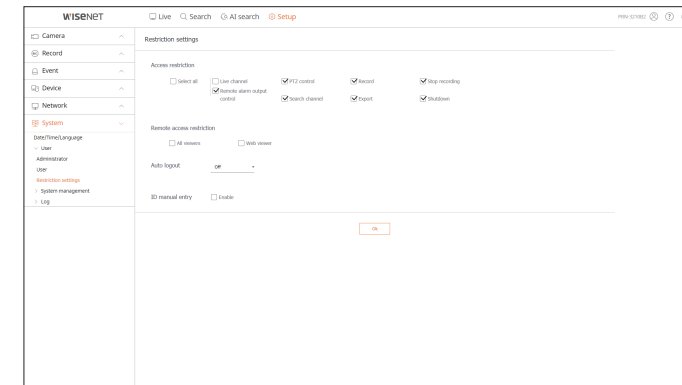 WISENET
Live Search AI search Setup
Camera
Record
Event
Device
Network
System
Date/Time/Language
User
Administrator
User
Restriction settings
System management
Log
Restriction settings
Access restriction
Select all Live channel PTZ control Record Stop recording
Remote alarm output control Search channel Export Shutdown
Remote access restriction
All viewers Web viewer
Auto logout Off
ID manual entry Enable
Ok